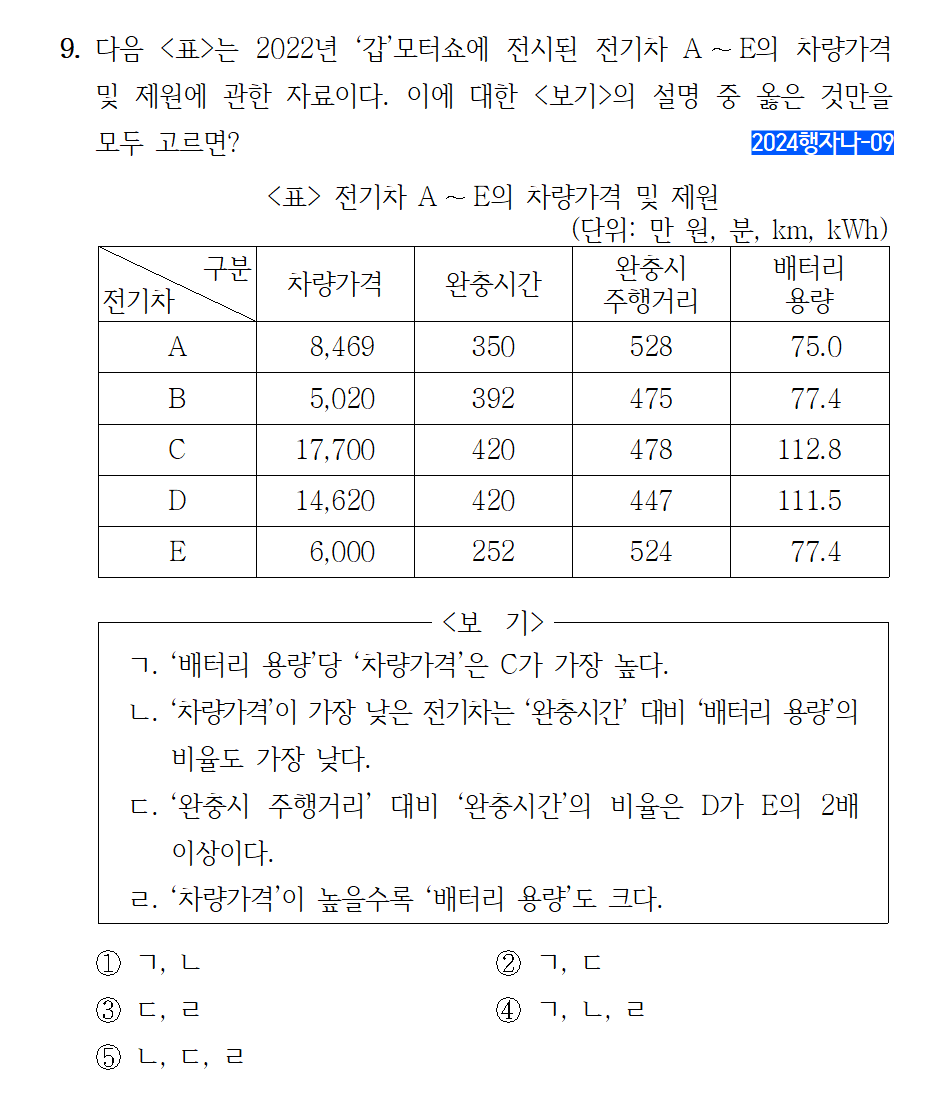 9. 다음 <표>는 2022년 ‘갑’모터쇼에 전시된 전기차 A ~ E의 차량가격
및 제원에 관한 자료이다. 이에 대한 <보기>의 설명 중 옳은 것만을
모두 고르면?
2024행자나-09
<표> 전기차 A ~ E의 차량가격 및 제원
(단위: 만 원, 분, km, kWh)
구분
전기차
차량가격
완충시간
완충시
주행거리
배터리
용량
A 8,469 350 528 75.0
B 5,020 392 475 77.4
C 17,700 420 478 112.8
D 14,620 420 447 111.5
E 6,000 252 524 77.4
<보 기>
ㄱ. ‘배터리 용량’당 ‘차량가격’은 C가 가장 높다.
ㄴ. ‘차량가격’이 가장 낮은 전기차는 ‘완충시간’ 대비 ‘배터리 용량’의
비율도 가장 낮다.
ㄷ. ‘완충시 주행거리’ 대비 ‘완충시간’의 비율은 D가 E의 2배
이상이다.
ㄹ. ‘차량가격’이 높을수록 ‘배터리 용량’도 크다.
① ㄱ, ㄴ
② ㄱ, ㄷ
③ ㄷ, ㄹ
④ ㄱ, ㄴ, ㄹ
⑤ ㄴ, ㄷ, ㄹ